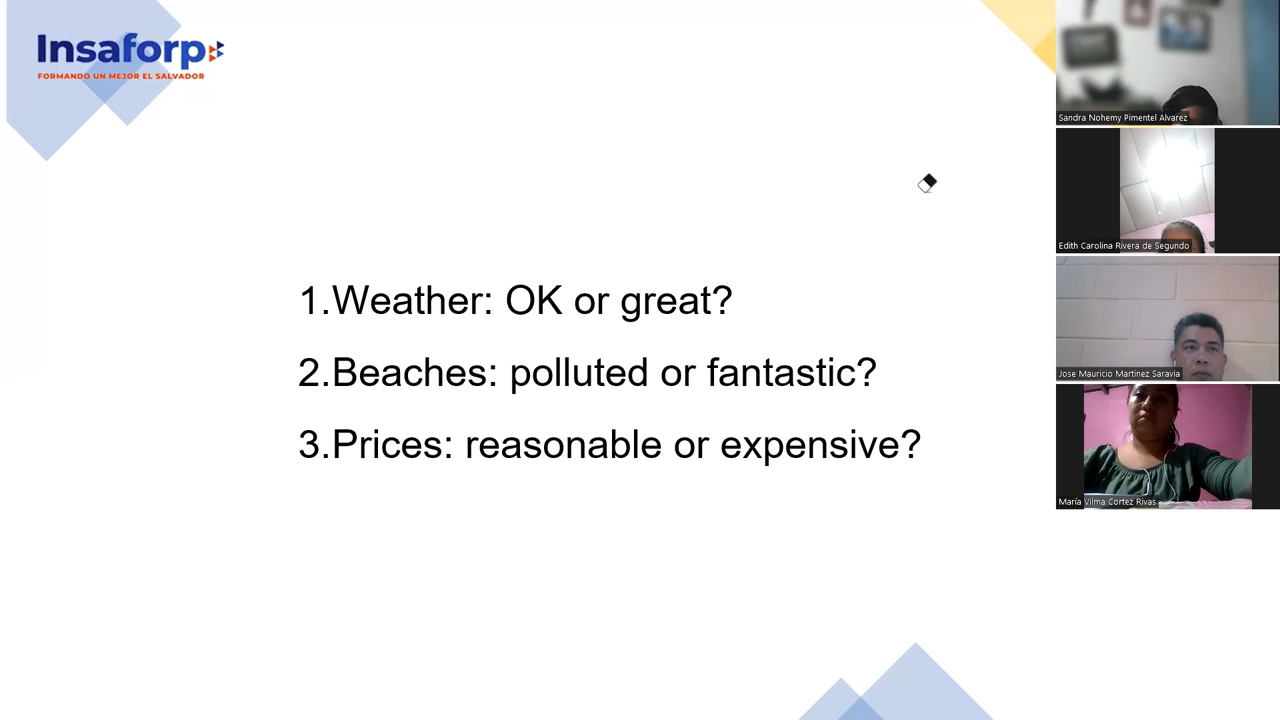 Insaforp
FORMANDO UN MEJOR EL SALVADOR
1.Weather: OK or great?
2.Beaches: polluted or fantastic?
3.Prices: reasonable or expensive?
Sandra Nohemy Pimentel Alvarez
Edith Carolina Rivera de Segundo
Jose Mauricio Martinez Saravia
María Vilma Cortez Rivas